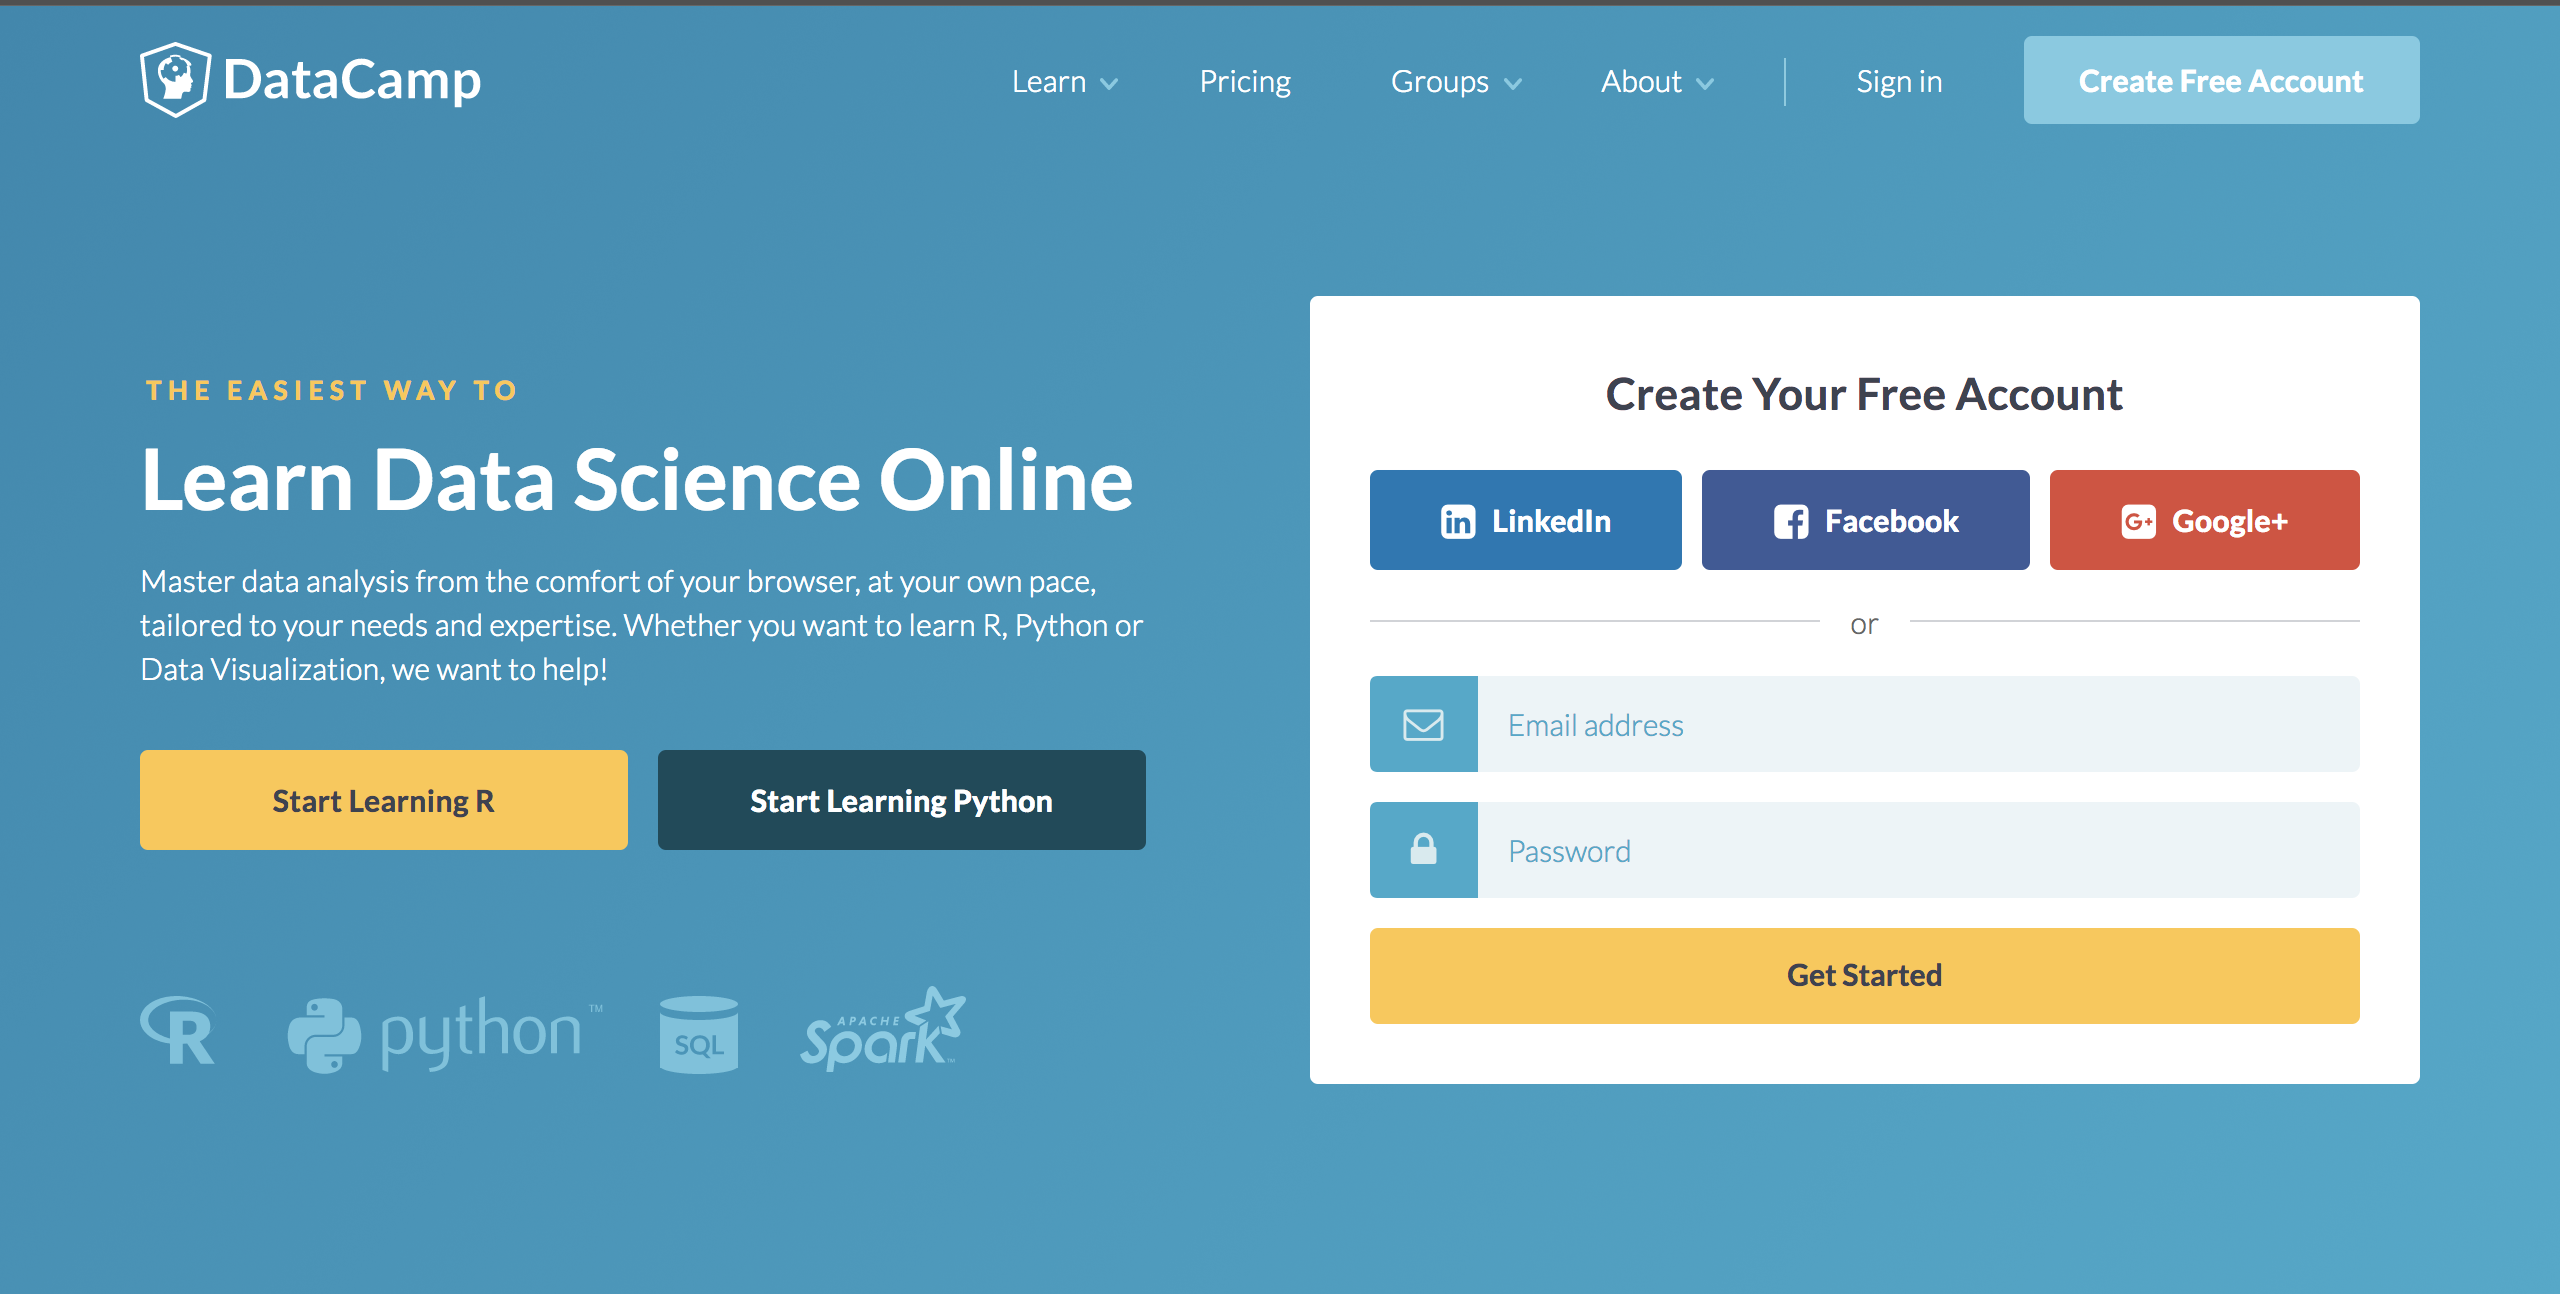 DataCamp
Learn
Pricing
Groups
About
Sign in
Create Free Account
THE EASIEST WAY TO
Learn Data Science Online
Master data analysis from the comfort of your browser, at your own pace,
tailored to your needs and expertise. Whether you want to learn R, Python or
Data Visualization, we want to help!
Start Learning R
Start Learning Python
R
python™
SQL
APACHE
Spark™
Create Your Free Account
in LinkedIn
f Facebook
G+ Google+
or
Email address
Password
Get Started